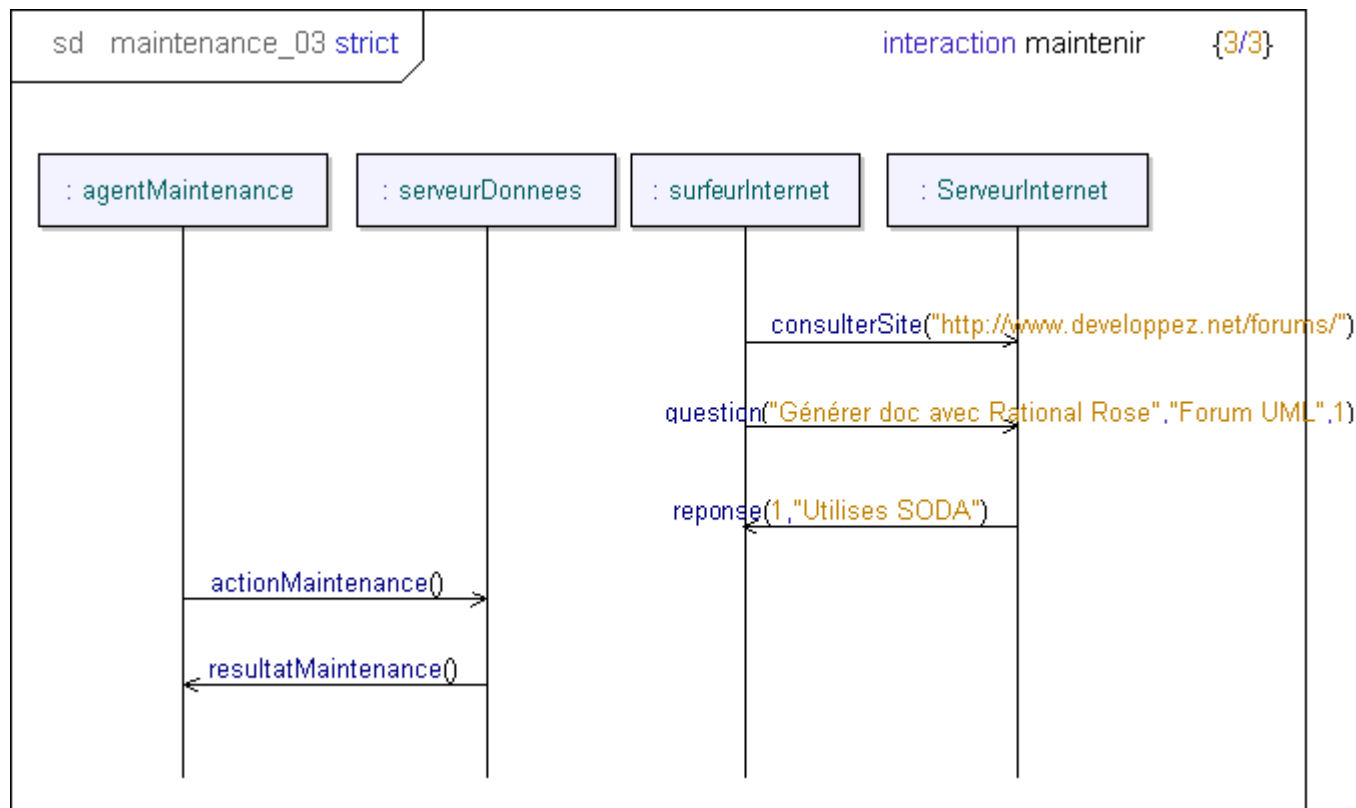 sd maintenance_03 strict interaction maintenir {3/3}
: agentMaintenance : serveurDonnees : surfeurInternet : ServeurInternet
consulterSite("http://www.developpez.net/forums/")
question("Générer doc avec Rational Rose","Forum UML",1)
reponse(1,"Utilises SODA")
actionMaintenance()
resultatMaintenance()